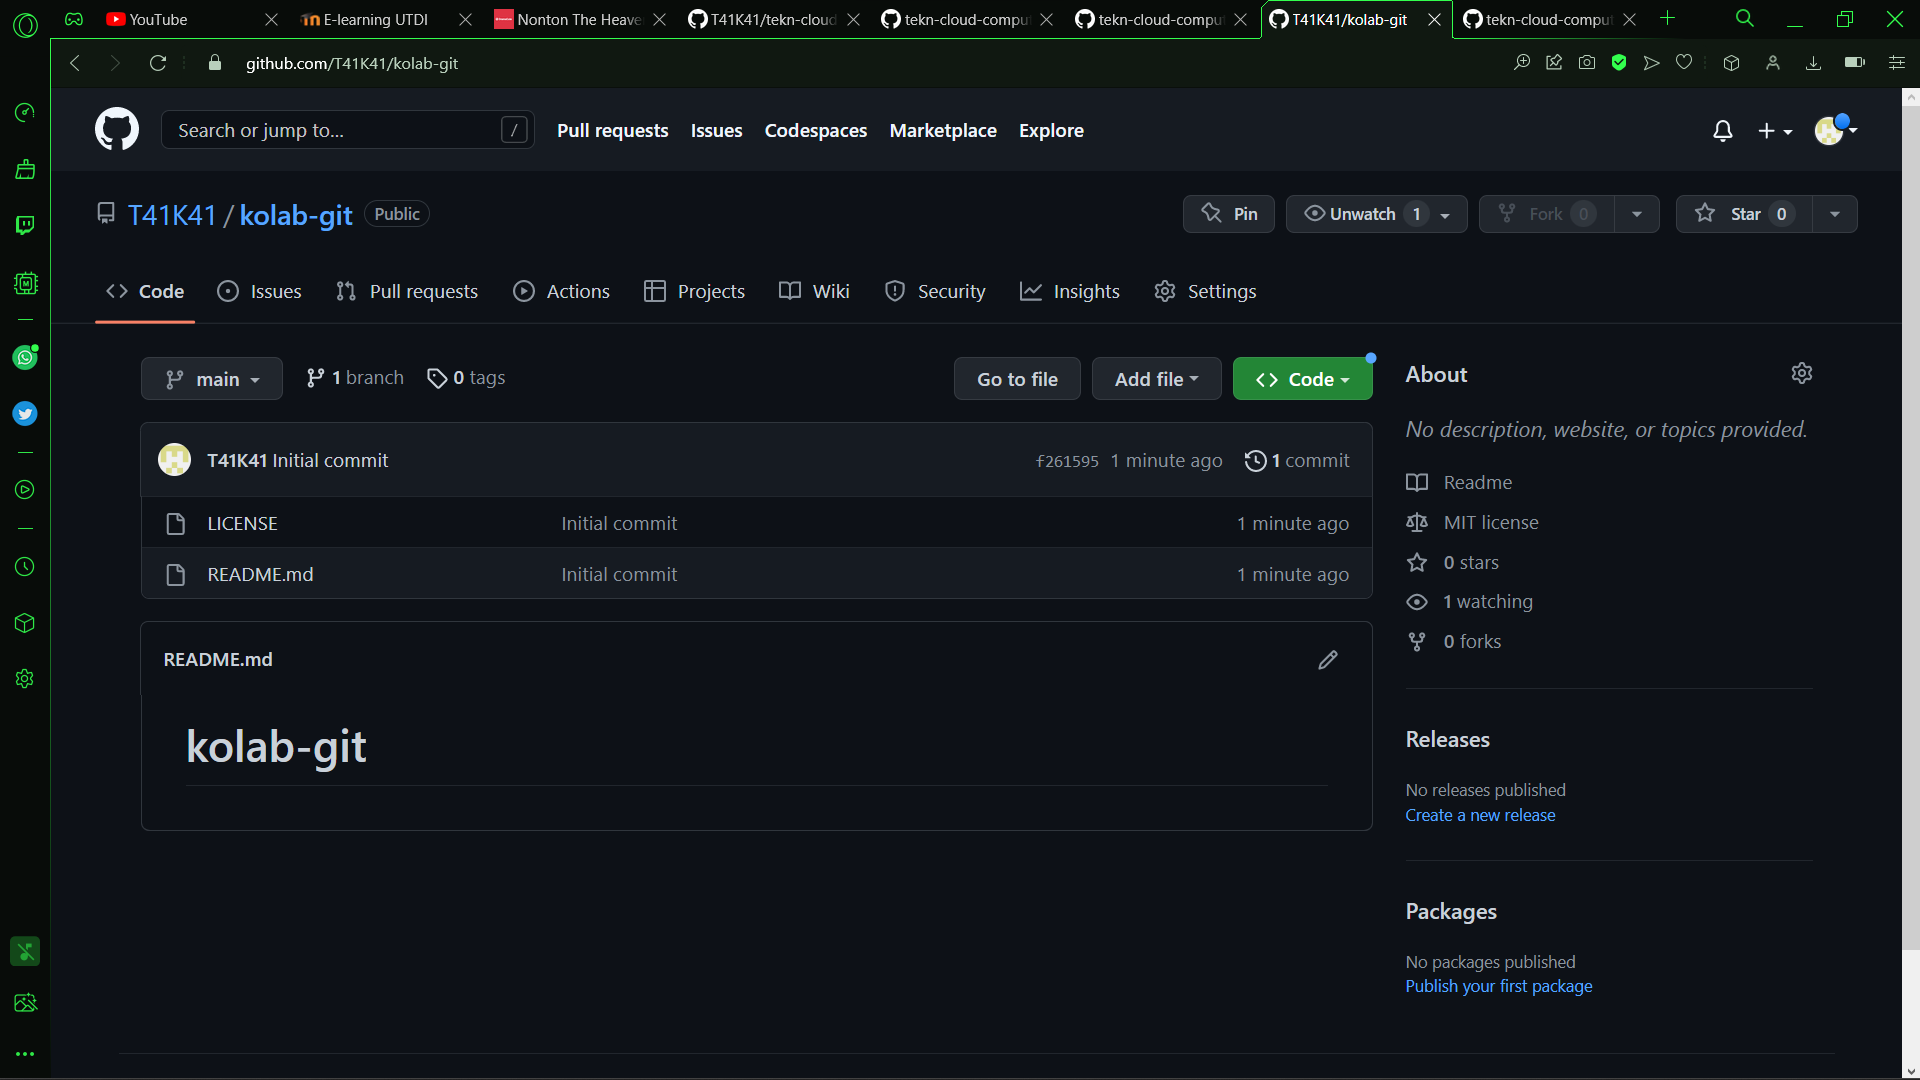 YouTube
E-learning UTDI
Nonton The Heave
T41K41/tekn-cloud
tekn-cloud-comput
tekn-cloud-comput
T41K41/kolab-git
tekn-cloud-comput
github.com/T41K41/kolab-git
Search or jump to... /
Pull requests
Issues
Codespaces
Marketplace
Explore
T41K41 / kolab-git Public
Pin
Unwatch 1
Fork 0
Star 0
Code
Issues
Pull requests
Actions
Projects
Wiki
Security
Insights
Settings
main
1 branch
0 tags
Go to file
Add file
Code
T41K41 Initial commit
f261595 1 minute ago
1 commit
LICENSE Initial commit 1 minute ago
README.md Initial commit 1 minute ago
README.md
kolab-git
About
No description, website, or topics provided.
Readme
MIT license
0 stars
1 watching
0 forks
Releases
No releases published
Create a new release
Packages
No packages published
Publish your first package